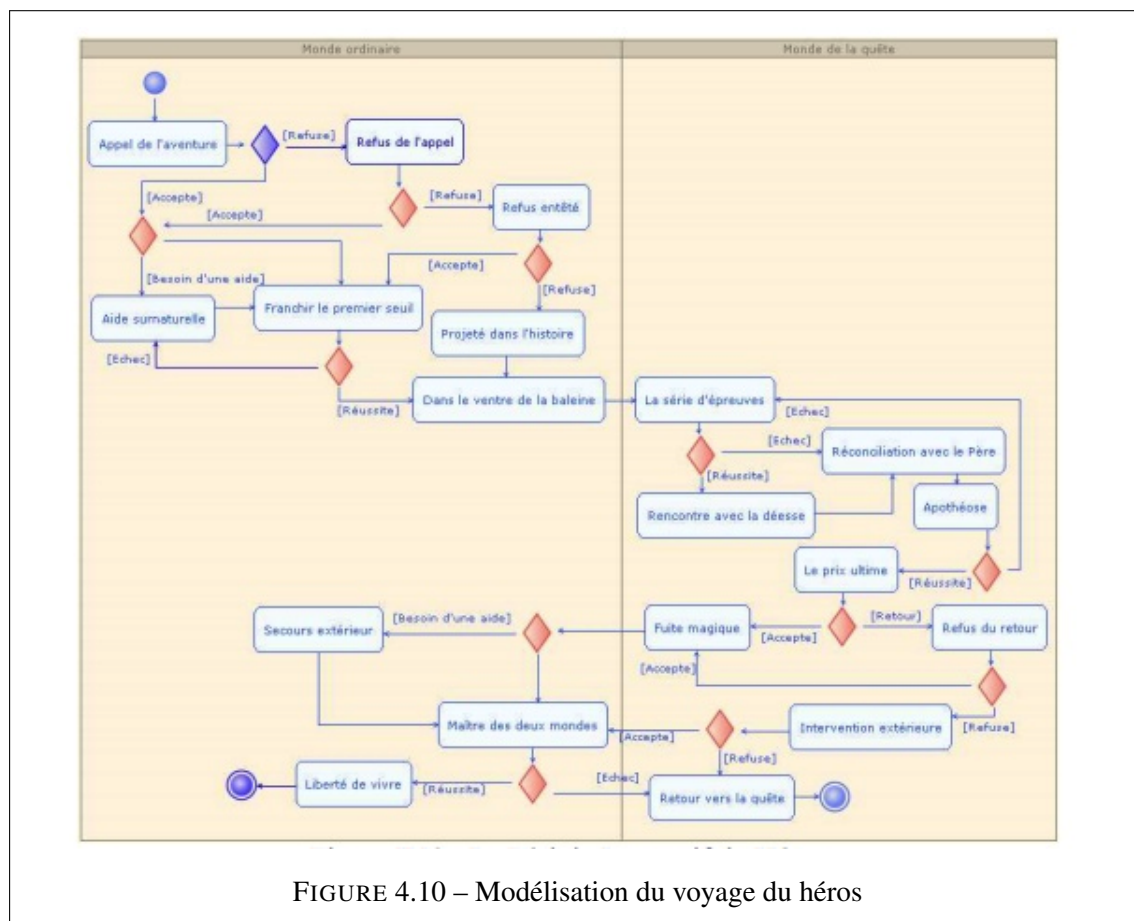 Monde ordinaire
Monde de la quête
Appel de l'aventure
[Refuse]
Refus de l'appel
[Accepte]
[Refuse]
Refus entêté
[Accepte]
[Accepte]
[Refuse]
[Besoin d'une aide]
Aide surnaturelle
Franchir le premier seuil
Projeté dans l'histoire
[Echec]
[Réussite]
Dans le ventre de la baleine
La série d'épreuves
[Echec]
[Echec]
Réconciliation avec le Père
[Réussite]
Rencontre avec la déesse
Apothéose
Le prix ultime
[Réussite]
[Besoin d'une aide]
Secours extérieur
Fuite magique
[Accepte]
[Retour]
Refus du retour
[Accepte]
Maître des deux mondes
[Accepte]
Intervention extérieure
[Refuse]
[Refuse]
Liberté de vivre
[Réussite]
[Echec]
Retour vers la quête
FIGURE 4.10 – Modélisation du voyage du héros